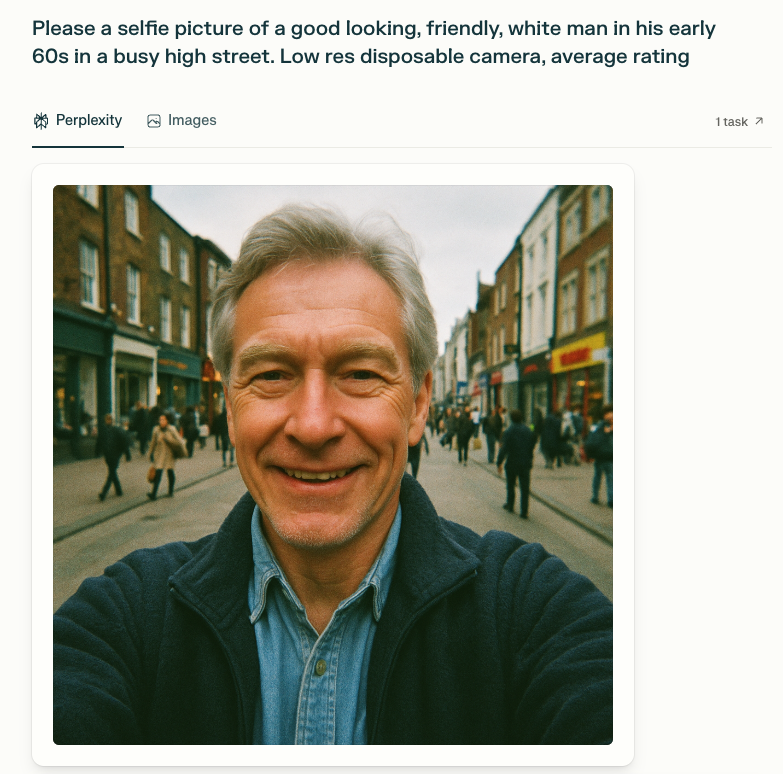 Please a selfie picture of a good looking, friendly, white man in his early
60s in a busy high street. Low res disposable camera, average rating
Perplexity
Images
1 task